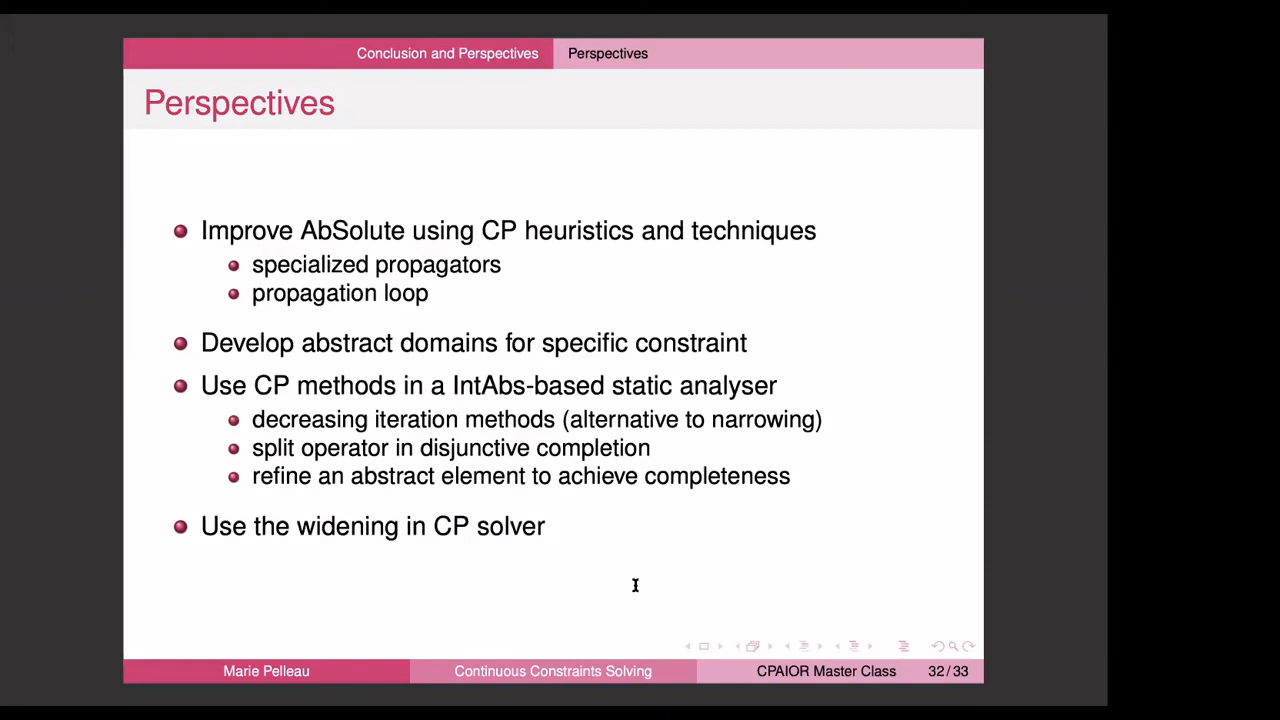 Conclusion and Perspectives Perspectives
Perspectives
Improve AbSolute using CP heuristics and techniques
specialized propagators
propagation loop
Develop abstract domains for specific constraint
Use CP methods in a IntAbs-based static analyser
decreasing iteration methods (alternative to narrowing)
split operator in disjunctive completion
refine an abstract element to achieve completeness
Use the widening in CP solver
Marie Pelleau Continuous Constraints Solving CPAIOR Master Class 32/33